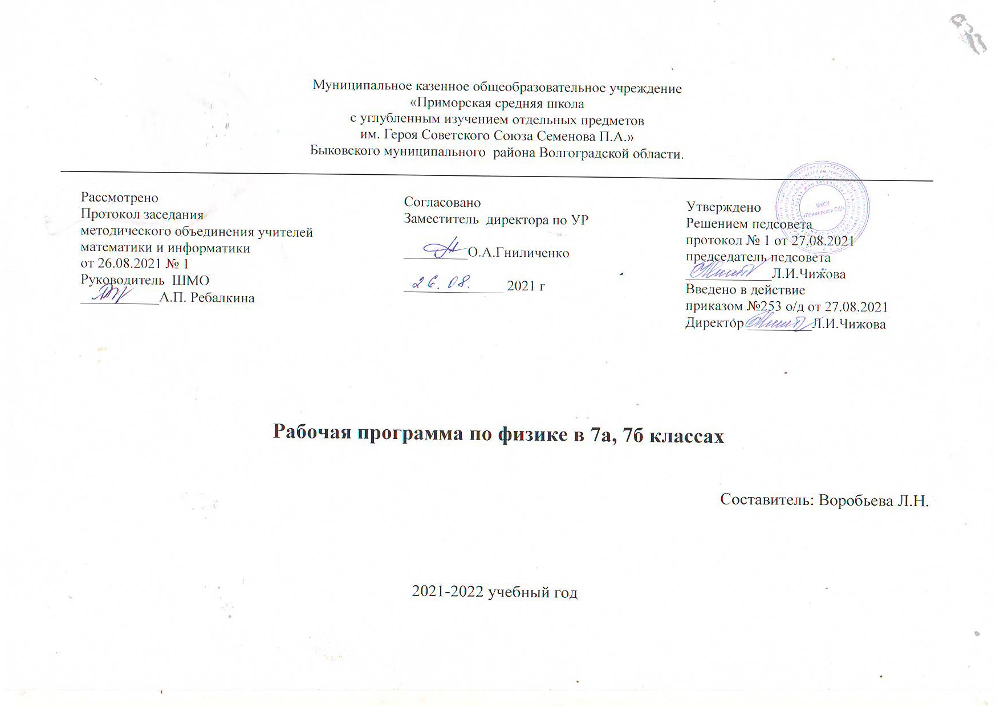 Муниципальное казенное общеобразовательное учреждение
«Приморская средняя школа
с углубленным изучением отдельных предметов
им. Героя Советского Союза Семенова П.А.»
Быковского муниципального района Волгоградской области.
Рассмотрено
Протокол заседания
методического объединения учителей
математики и информатики
от 26.08.2021 № 1
Руководитель ШМО
___________А.П. Ребалкина
Согласовано
Заместитель директора по УР
_________О.А.Гниличенко
26.08. 2021 г
МКОУ
«Приморская СШ»
Утверждено
Решением педсовета
протокол № 1 от 27.08.2021
председатель педсовета
____________Л.И.Чижова
Введено в действие
приказом №253 о/д от 27.08.2021
Директор_________Л.И.Чижова
Рабочая программа по физике в 7а, 7б классах
Составитель: Воробьева Л.Н.
2021-2022 учебный год